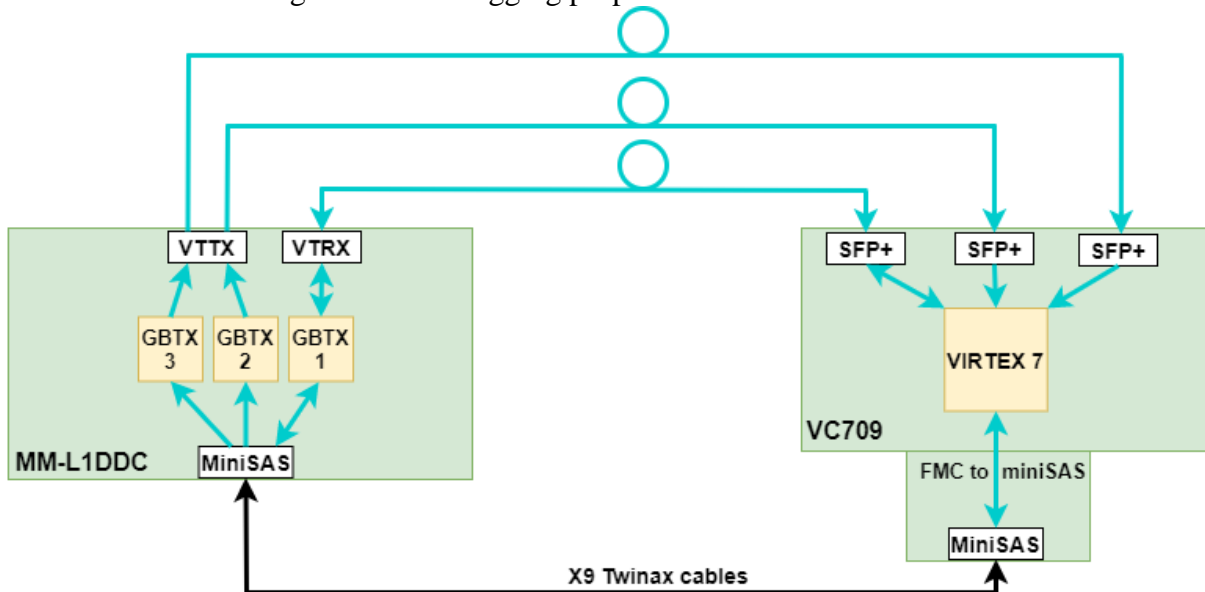 VTTX
VTRX
SFP+
SFP+
SFP+
GBTX
3
GBTX
2
GBTX
1
VIRTEX 7
VC709
MM-L1DDC
MiniSAS
FMC to miniSAS
MiniSAS
X9 Twinax cables